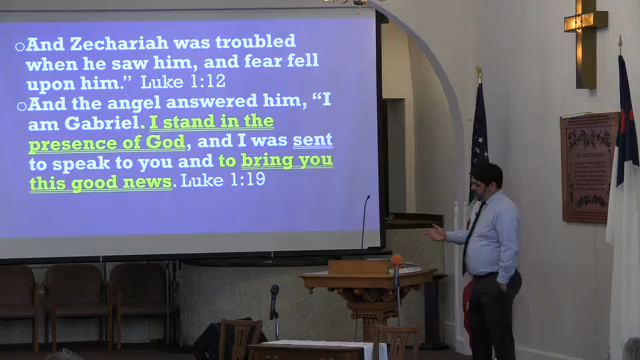 And Zechariah was troubled
when he saw him, and fear fell
upon him.” Luke 1:12
And the angel answered him, “I
am Gabriel. I stand in the
presence of God, and I was sent
to speak to you and to bring you
this good news. Luke 1:19